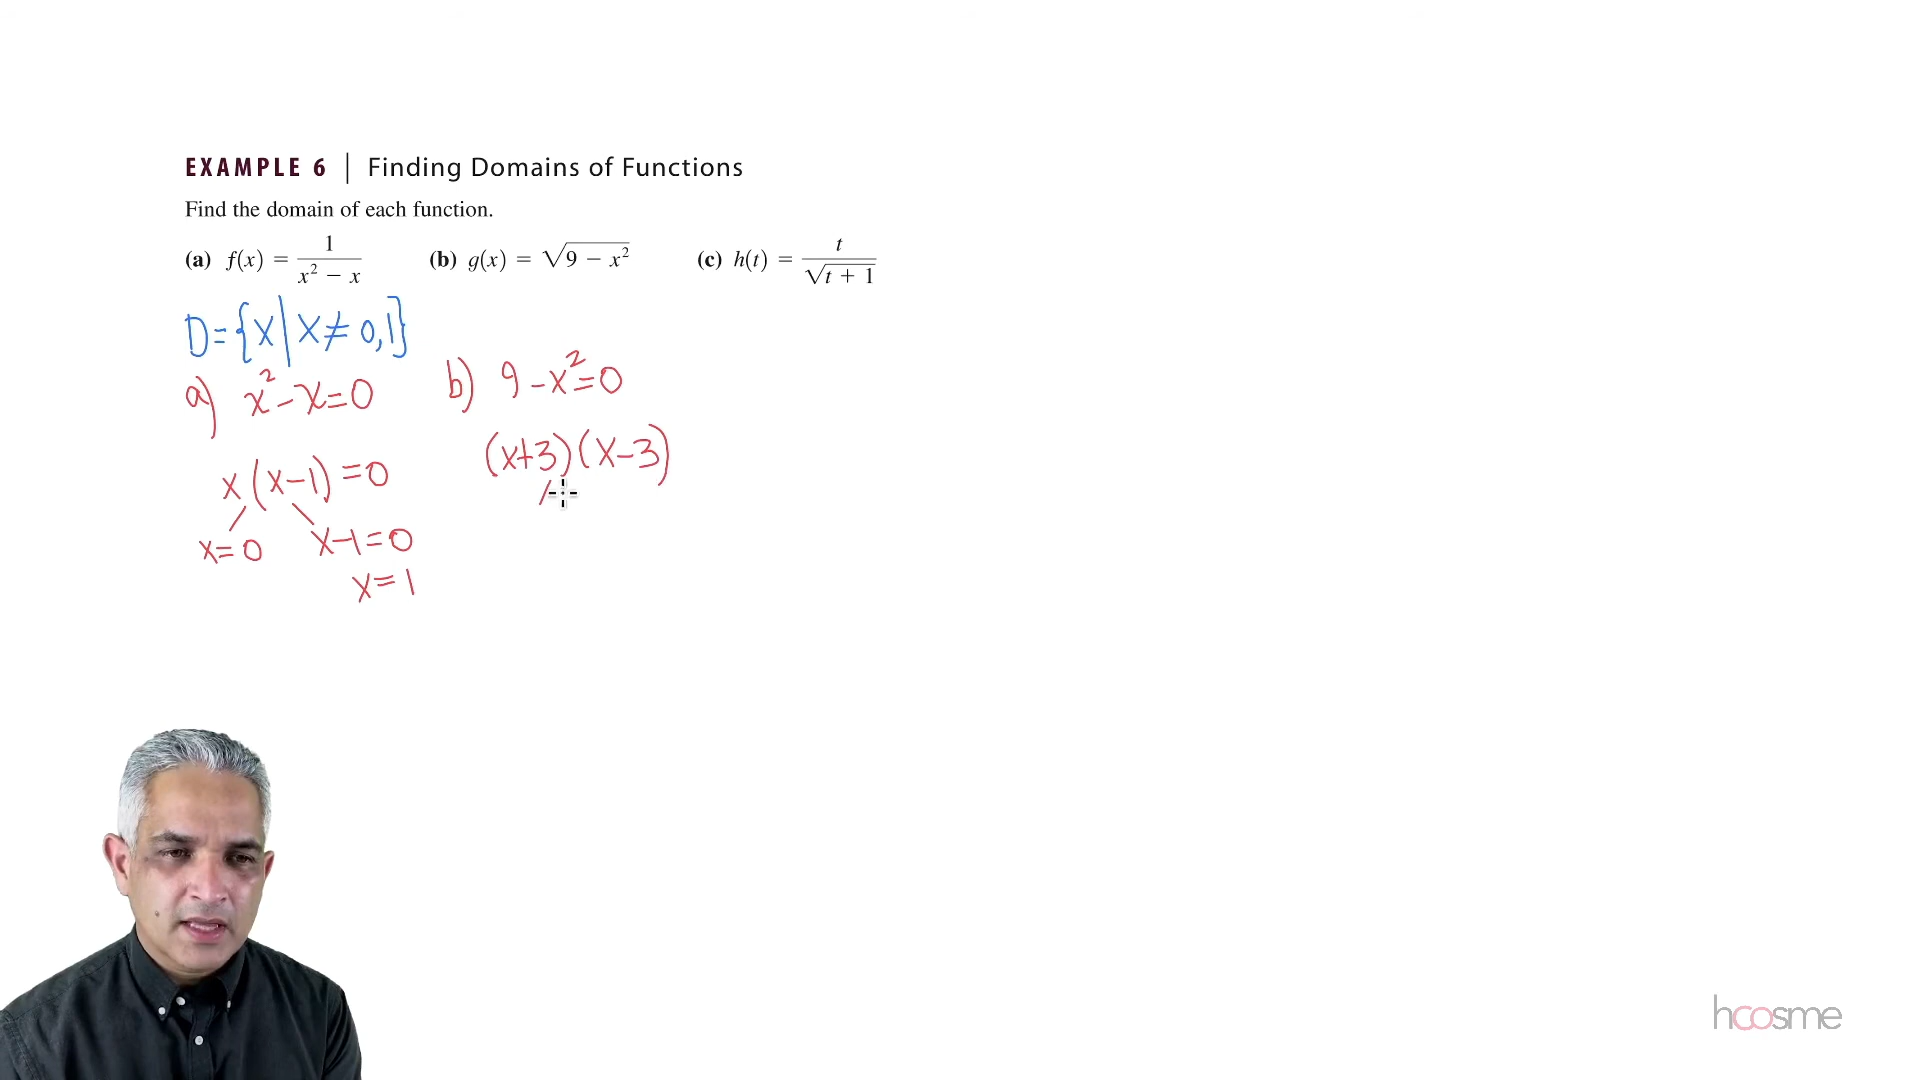 EXAMPLE 6 | Finding Domains of Functions
Find the domain of each function.
(a) f(x) = 1/(x² − x) (b) g(x) = √(9 − x²) (c) h(t) = t/√(t + 1)
D={x|x≠0,1}
a) x²-x=0
b) 9-x²=0
(x+3)(x-3)
x(x-1)=0
x=0 x-1=0
x=1
hcosme